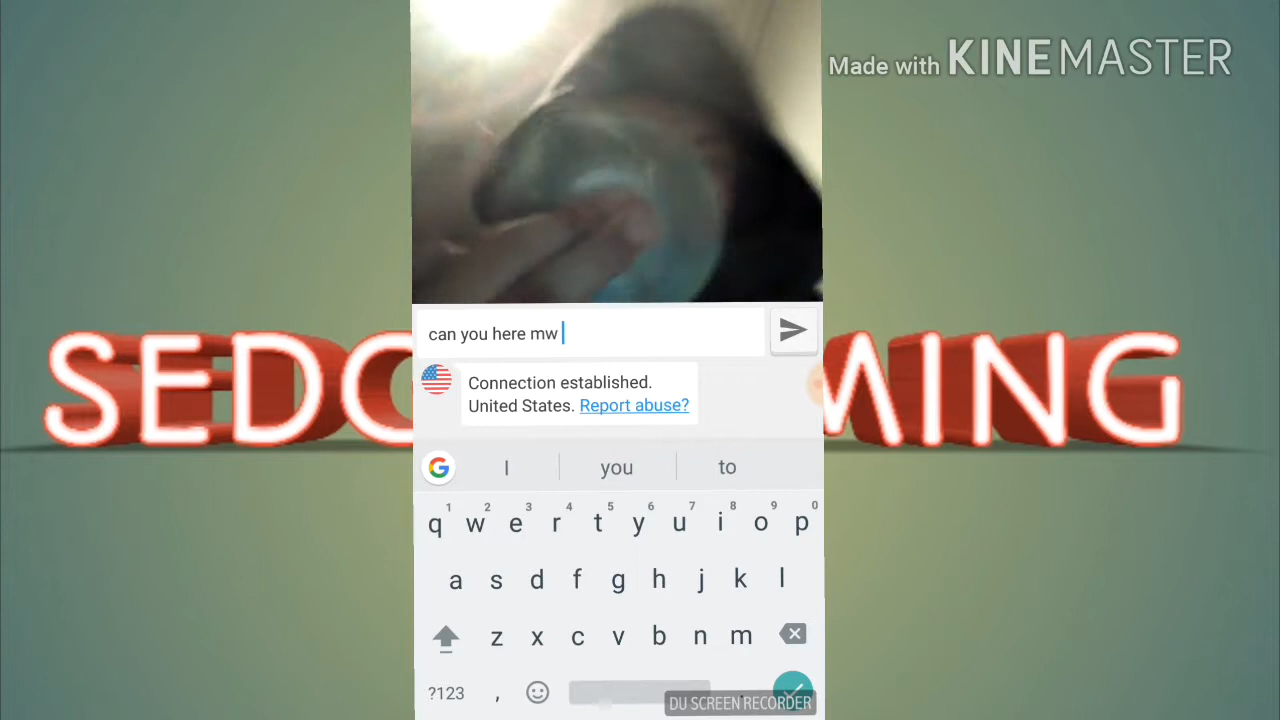 Made with KINEMASTER
can you here mw
Connection established.
United States. Report abuse?
G I you to
1 2 3 4 5 6 7 8 9 0
q w e r t y u i o p
a s d f g h j k l
z x c v b n m
?123 , .
DU SCREEN RECORDER
SEDG MING